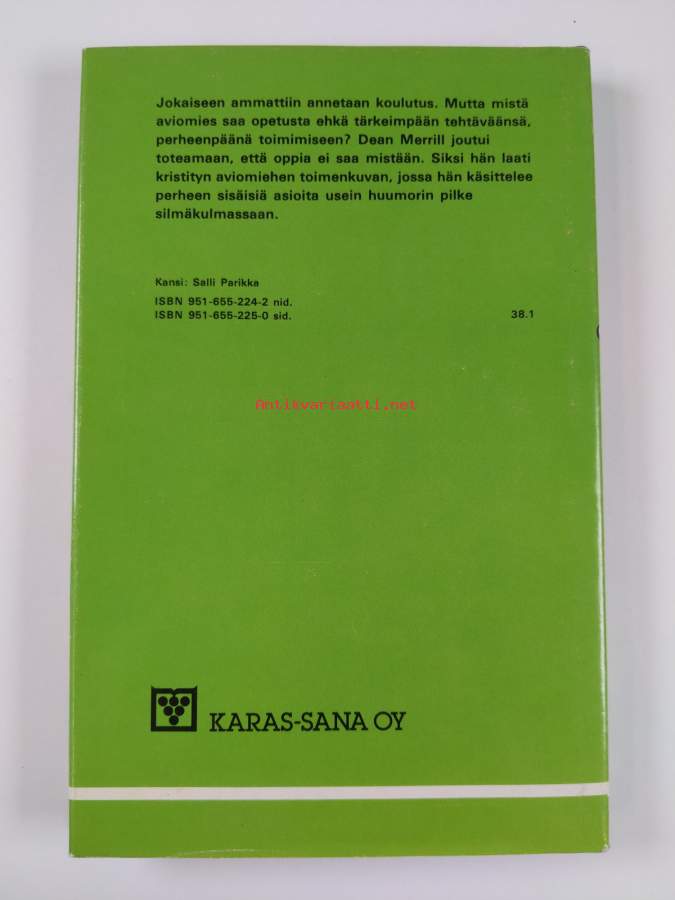 Jokaiseen ammattiin annetaan koulutus. Mutta mistä
aviomies saa opetusta ehkä tärkeimpään tehtäväänsä,
perheenpäänä toimimiseen? Dean Merrill joutui
toteamaan, että oppia ei saa mistään. Siksi hän laati
kristityn aviomiehen toimenkuvan, jossa hän käsittelee
perheen sisäisiä asioita usein huumorin pilke
silmäkulmassaan.
Kansi: Salli Parikka
ISBN 951-655-224-2 nid.
ISBN 951-655-225-0 sid. 38.1
Antikvariaatti.net
KARAS-SANA OY